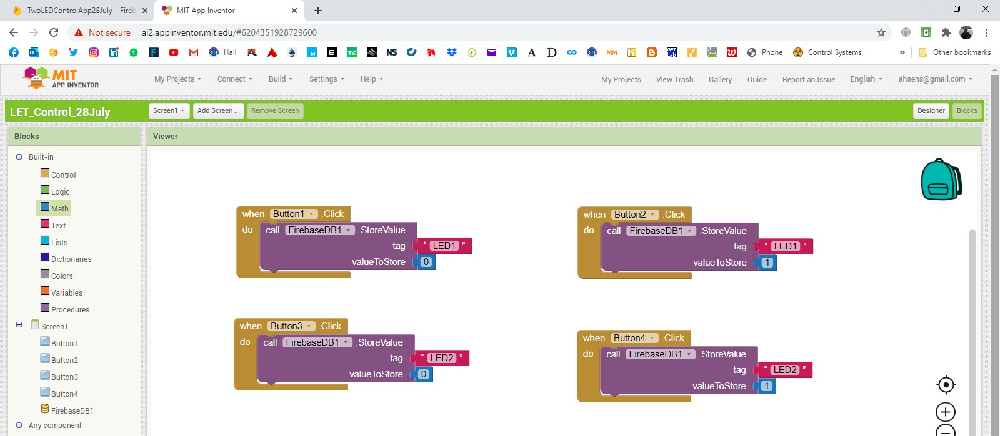 TwoLEDControlApp28July – Fireb
MIT App Inventor
Not secure
ai2.appinventor.mit.edu/#6204351928729600
Hall
NS
A
D
MM
GET Lab
Phone
Control Systems
»
Other bookmarks
MIT
APP INVENTOR
My Projects
Connect
Build
Settings
Help
My Projects
View Trash
Gallery
Guide
Report an Issue
English
ahsens@gmail.com
LET_Control_28July
Screen1
Add Screen ...
Remove Screen
Designer
Blocks
Blocks
Viewer
Built-in
Control
Logic
Math
Text
Lists
Dictionaries
Colors
Variables
Procedures
Screen1
Button1
Button2
Button3
Button4
FirebaseDB1
Any component
when Button1 .Click
do call FirebaseDB1 .StoreValue
tag " LED1 "
valueToStore 0
when Button2 .Click
do call FirebaseDB1 .StoreValue
tag " LED1 "
valueToStore 1
when Button3 .Click
do call FirebaseDB1 .StoreValue
tag " LED2 "
valueToStore 0
when Button4 .Click
do call FirebaseDB1 .StoreValue
tag " LED2 "
valueToStore 1